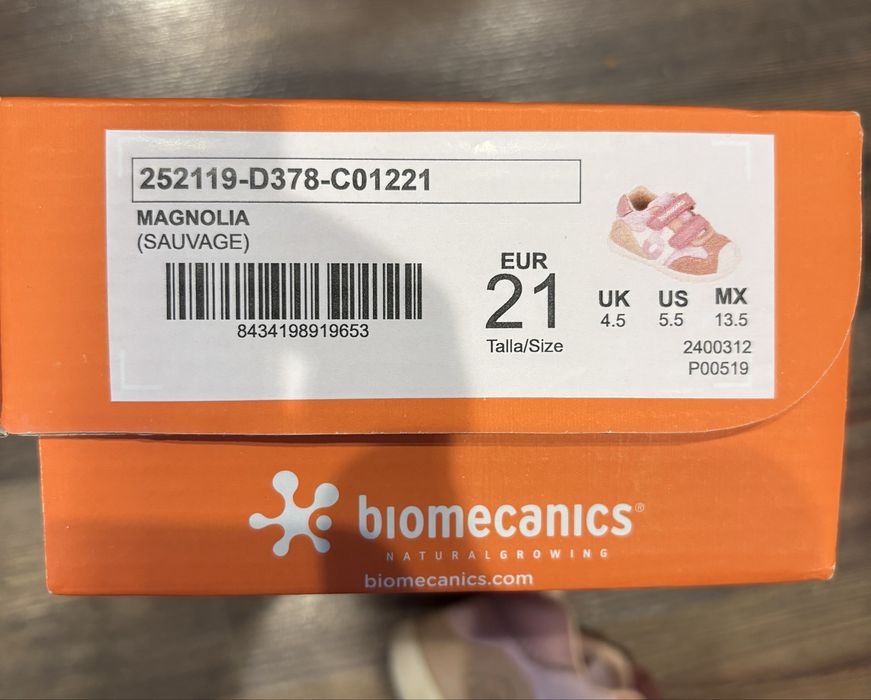 252119-D378-C01221
MAGNOLIA
(SAUVAGE)
8434198919653
EUR
21
Talla/Size
UK US MX
4.5 5.5 13.5
2400312
P00519
biomecanics®
NATURALGROWING
biomecanics.com